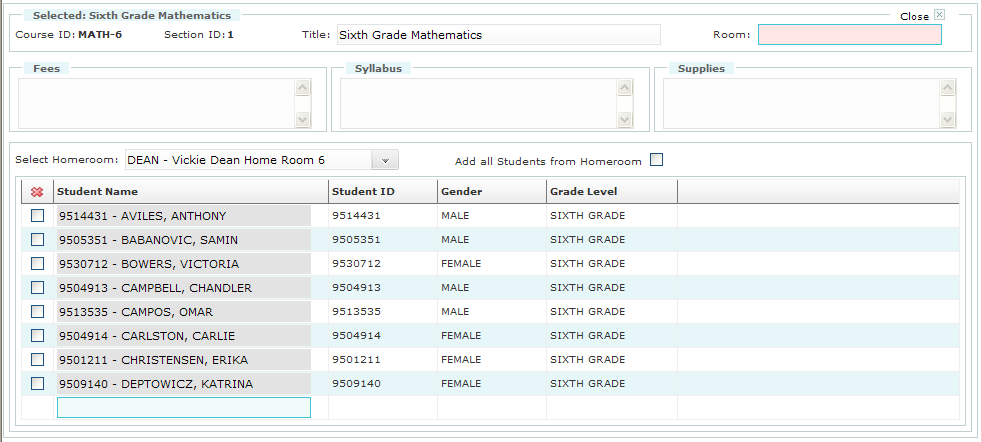 Selected: Sixth Grade Mathematics Close
Course ID: MATH-6 Section ID: 1 Title: Sixth Grade Mathematics Room:
Fees Syllabus Supplies
Select Homeroom: DEAN - Vickie Dean Home Room 6 Add all Students from Homeroom
Student Name Student ID Gender Grade Level
9514431 - AVILES, ANTHONY 9514431 MALE SIXTH GRADE
9505351 - BABANOVIC, SAMIN 9505351 MALE SIXTH GRADE
9530712 - BOWERS, VICTORIA 9530712 FEMALE SIXTH GRADE
9504913 - CAMPBELL, CHANDLER 9504913 MALE SIXTH GRADE
9513535 - CAMPOS, OMAR 9513535 MALE SIXTH GRADE
9504914 - CARLSTON, CARLIE 9504914 FEMALE SIXTH GRADE
9501211 - CHRISTENSEN, ERIKA 9501211 FEMALE SIXTH GRADE
9509140 - DEPTOWICZ, KATRINA 9509140 FEMALE SIXTH GRADE